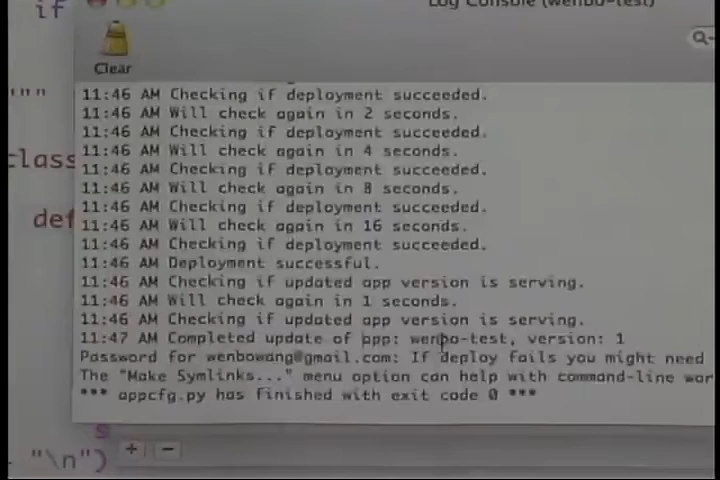 if
Log Console (wenbo-test)
Clear
"""
11:46 AM Checking if deployment succeeded.
11:46 AM Will check again in 2 seconds.
11:46 AM Checking if deployment succeeded.
11:46 AM Will check again in 4 seconds.
class
11:46 AM Checking if deployment succeeded.
11:46 AM Will check again in 8 seconds.
11:46 AM Checking if deployment succeeded.
def
11:46 AM Will check again in 16 seconds.
11:46 AM Checking if deployment succeeded.
11:46 AM Deployment successful.
11:46 AM Checking if updated app version is serving.
11:46 AM Will check again in 1 seconds.
11:46 AM Checking if updated app version is serving.
11:47 AM Completed update of app: wenbo-test, version: 1
Password for wenbowang@gmail.com: If deploy fails you might need
The "Make Symlinks..." menu option can help with command-line
*** appcfg.py has finished with exit code 0 ***
s
"\n")